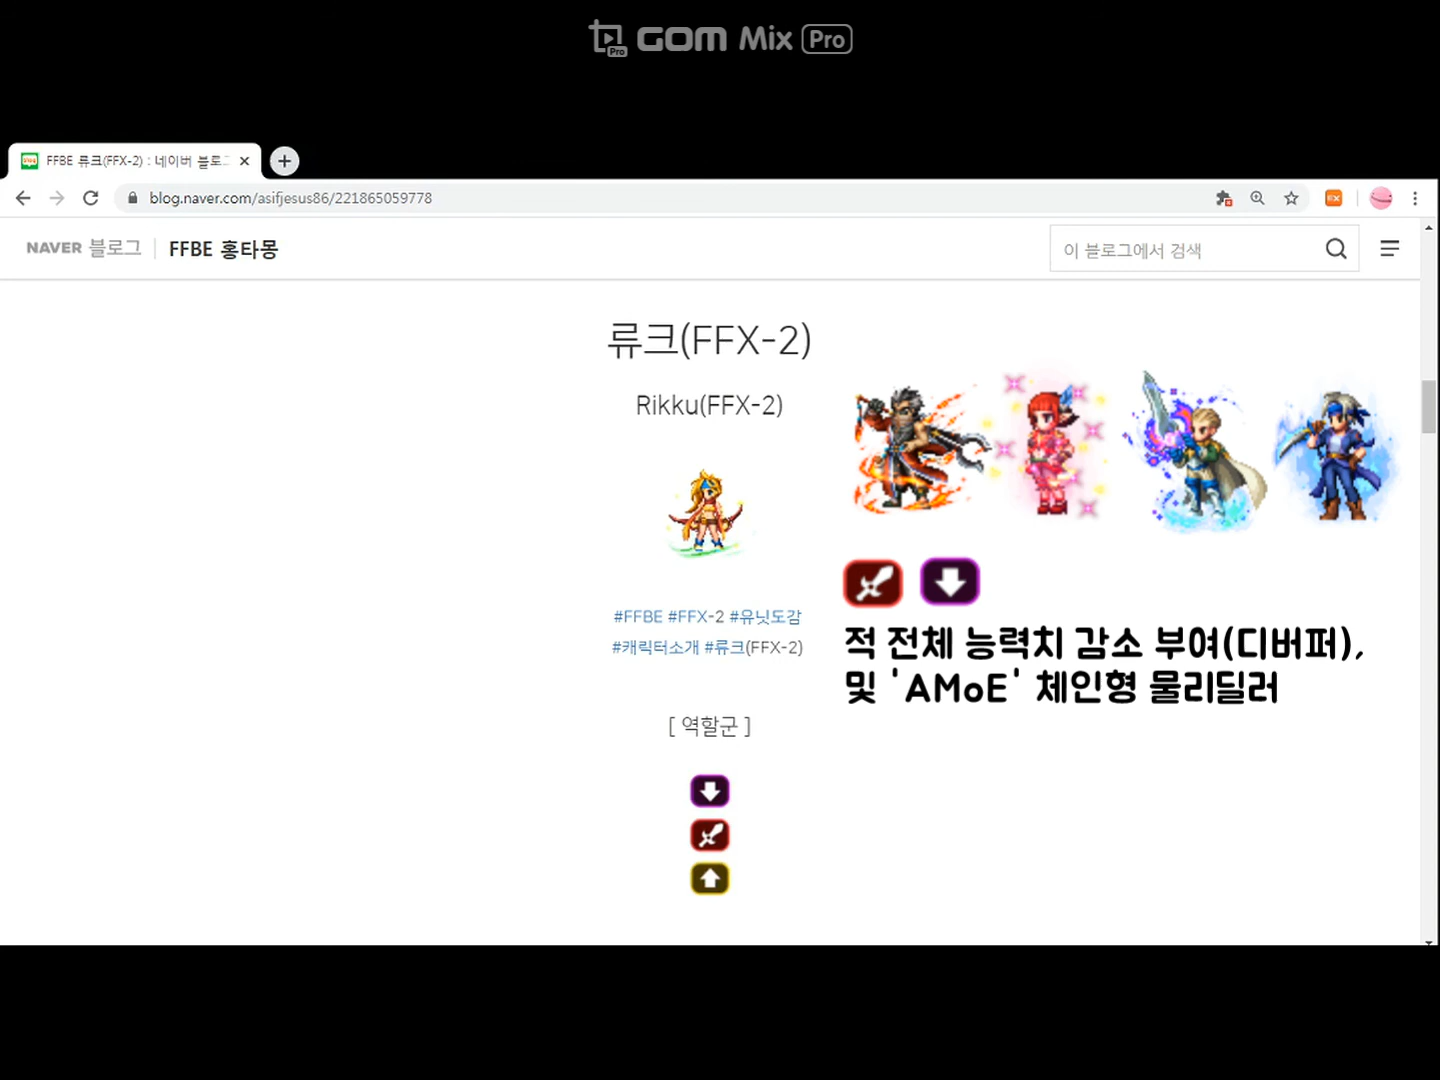 GOM Mix Pro
FFBE 류크(FFX-2) : 네이버 블로그
blog.naver.com/asifjesus86/221865059778
NAVER 블로그 FFBE 홍타몽
이 블로그에서 검색
류크(FFX-2)
Rikku(FFX-2)
#FFBE #FFX-2 #유닛도감
#캐릭터소개 #류크(FFX-2)
적 전체 능력치 감소 부여(디버퍼),
및 'AMoE' 체인형 물리딜러
[ 역할군 ]